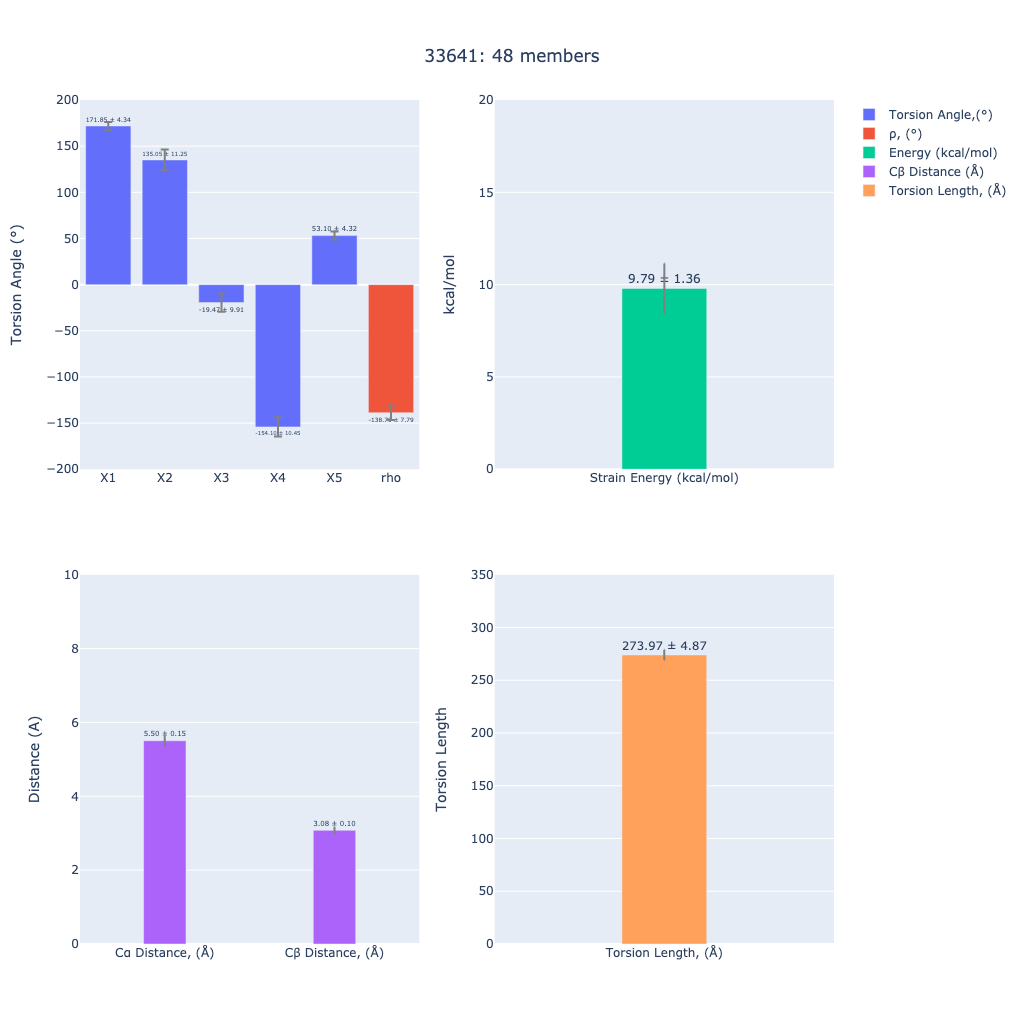 33641: 48 members
200
150
100
50
0
−50
−100
−150
−200
Torsion Angle (°)
171.85 ± 4.34
135.05 ± 11.25
-19.47 ± 9.91
-154.10 ± 10.45
53.10 ± 4.32
± 7.79
X1 X2 X3 X4 X5 rho
20
15
10
5
0
kcal/mol
9.79 ± 1.36
Strain Energy (kcal/mol)
Torsion Angle,(°)
ρ, (°)
Energy (kcal/mol)
Cβ Distance (Å)
Torsion Length, (Å)
10
8
6
4
2
0
Distance (A)
5.50 ± 0.15
3.08 ± 0.10
Cα Distance, (Å) Cβ Distance, (Å)
350
300
250
200
150
100
50
0
Torsion Length
273.97 ± 4.87
Torsion Length, (Å)